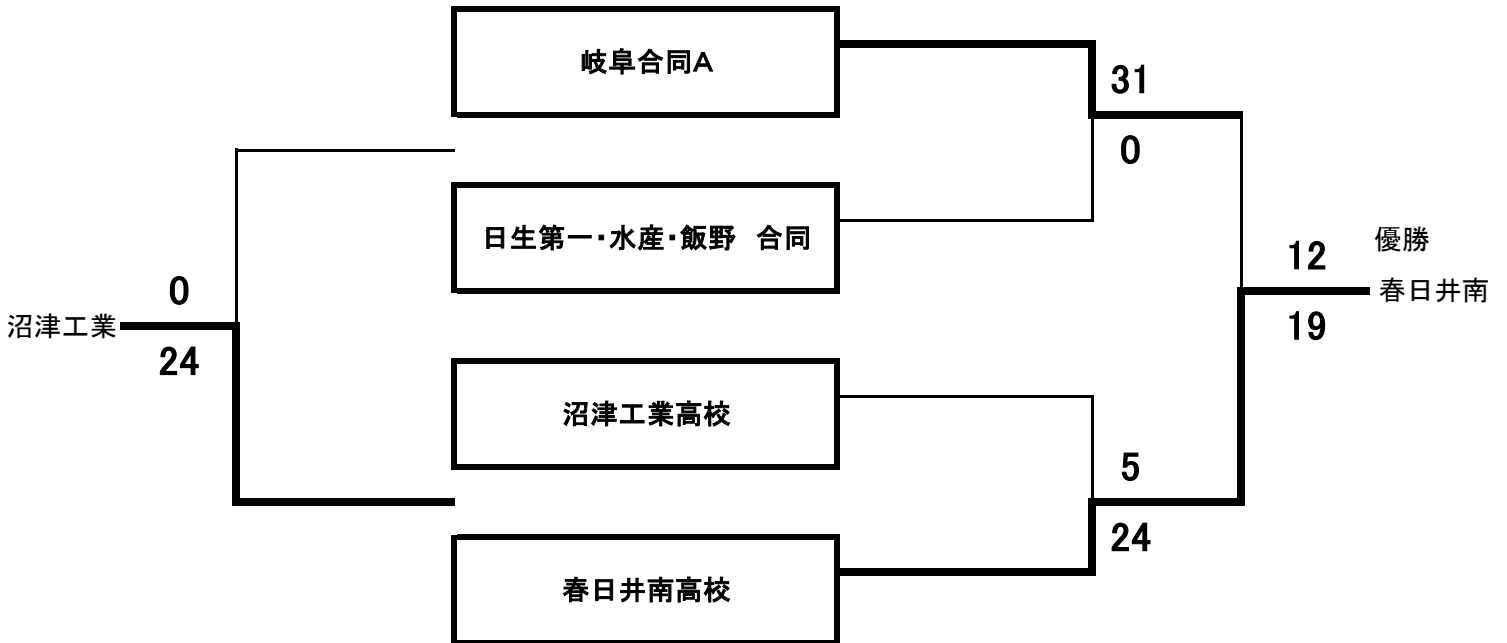 岐阜合同A
31
0
日生第一・水産・飯野　合同
優勝
12
春日井南
0
沼津工業
19
24
沼津工業高校
5
24
春日井南高校